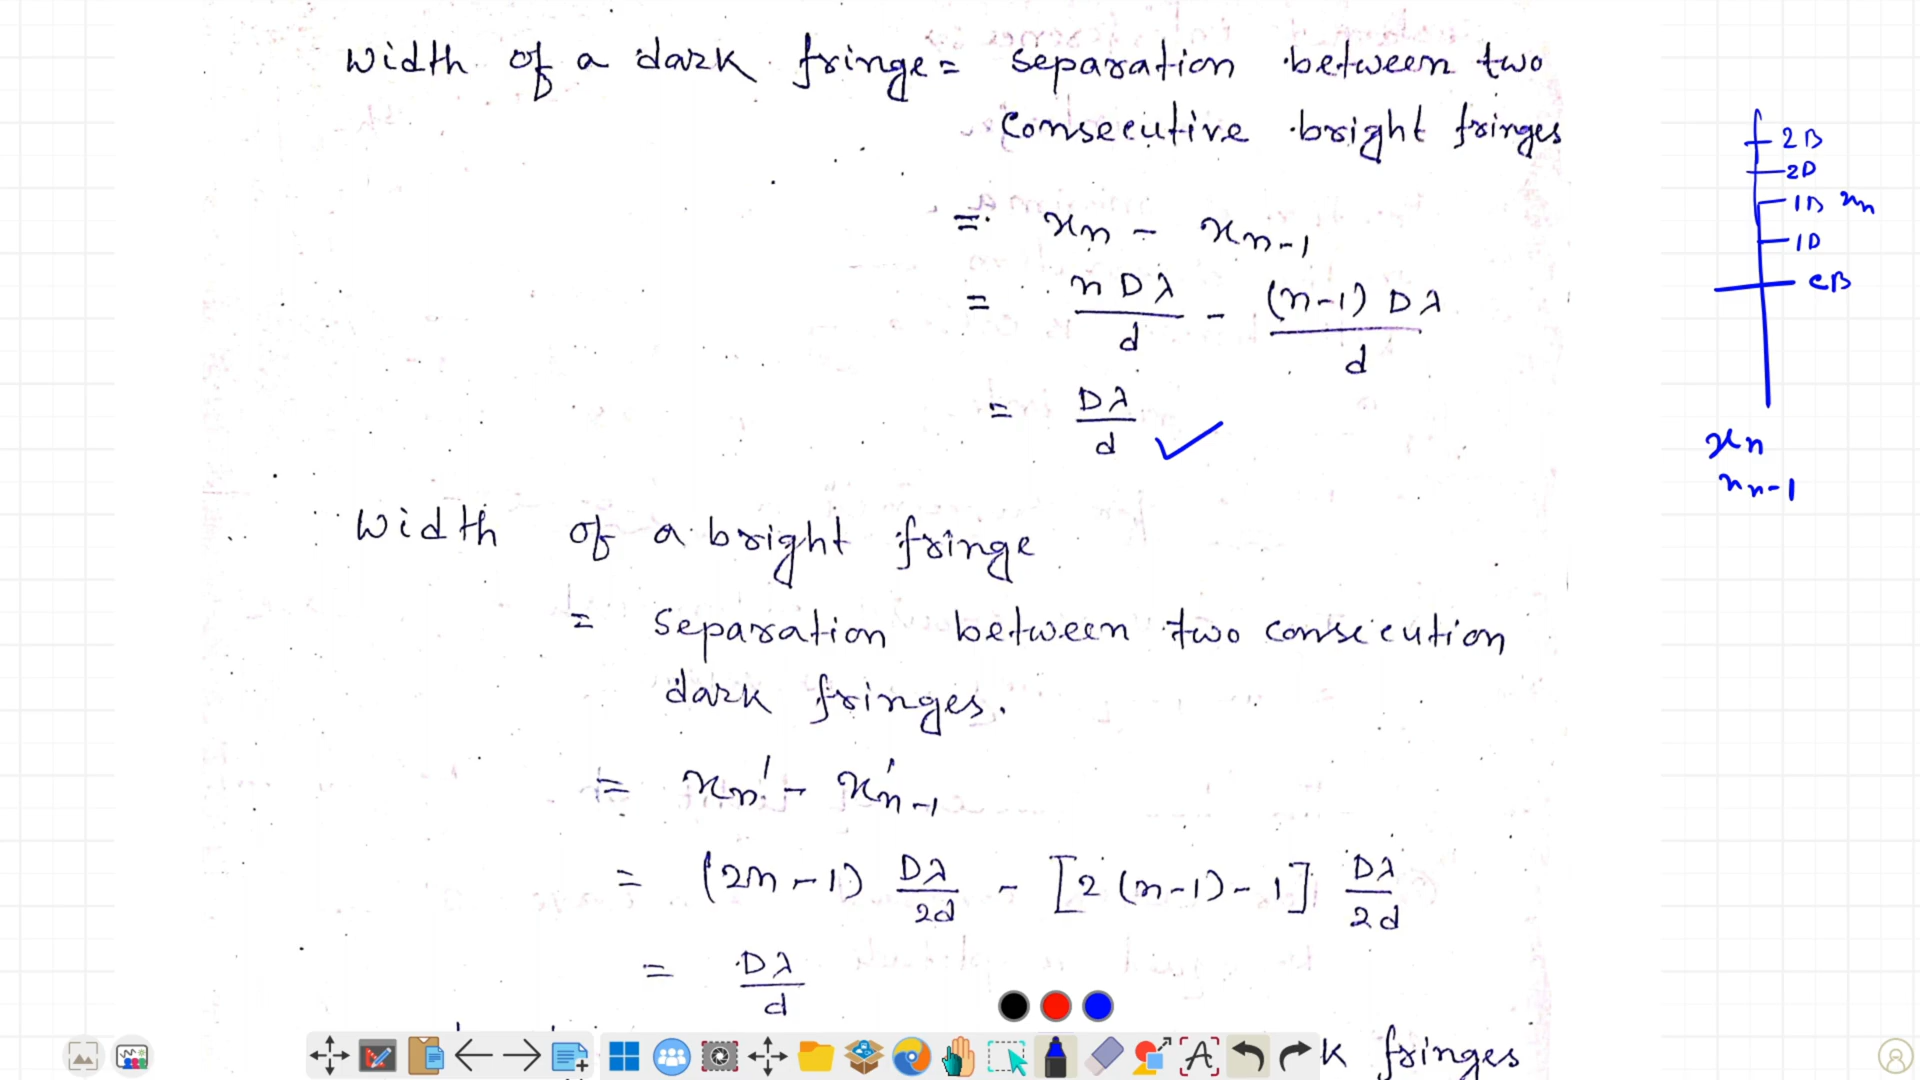 Width of a dark fringe = separation between two
consecutive bright fringes
= xn - xn-1
= nDλ/d - (n-1)Dλ/d
= Dλ/d ✓
Width of a bright fringe
= separation between two consecution
dark fringes.
= xn' - x'n-1
= (2n-1) Dλ/2d - [2(n-1)-1] Dλ/2d
= Dλ/d
k fringes
2B
2D
1B xn
1D
CB
xn
xn-1